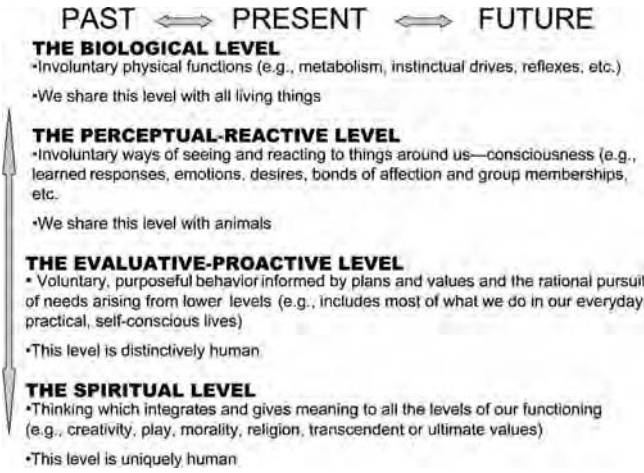 PAST PRESENT FUTURE
THE BIOLOGICAL LEVEL
•Involuntary physical functions (e.g., metabolism, instinctual drives, reflexes, etc.)
•We share this level with all living things
THE PERCEPTUAL-REACTIVE LEVEL
•Involuntary ways of seeing and reacting to things around us—consciousness (e.g.,
learned responses, emotions, desires, bonds of affection and group memberships,
etc.
•We share this level with animals
THE EVALUATIVE-PROACTIVE LEVEL
• Voluntary, purposeful behavior informed by plans and values and the rational pursuit
of needs arising from lower levels (e.g., includes most of what we do in our everyday
practical, self-conscious lives)
•This level is distinctively human
THE SPIRITUAL LEVEL
•Thinking which integrates and gives meaning to all the levels of our functioning
(e.g., creativity, play, morality, religion, transcendent or ultimate values)
•This level is uniquely human